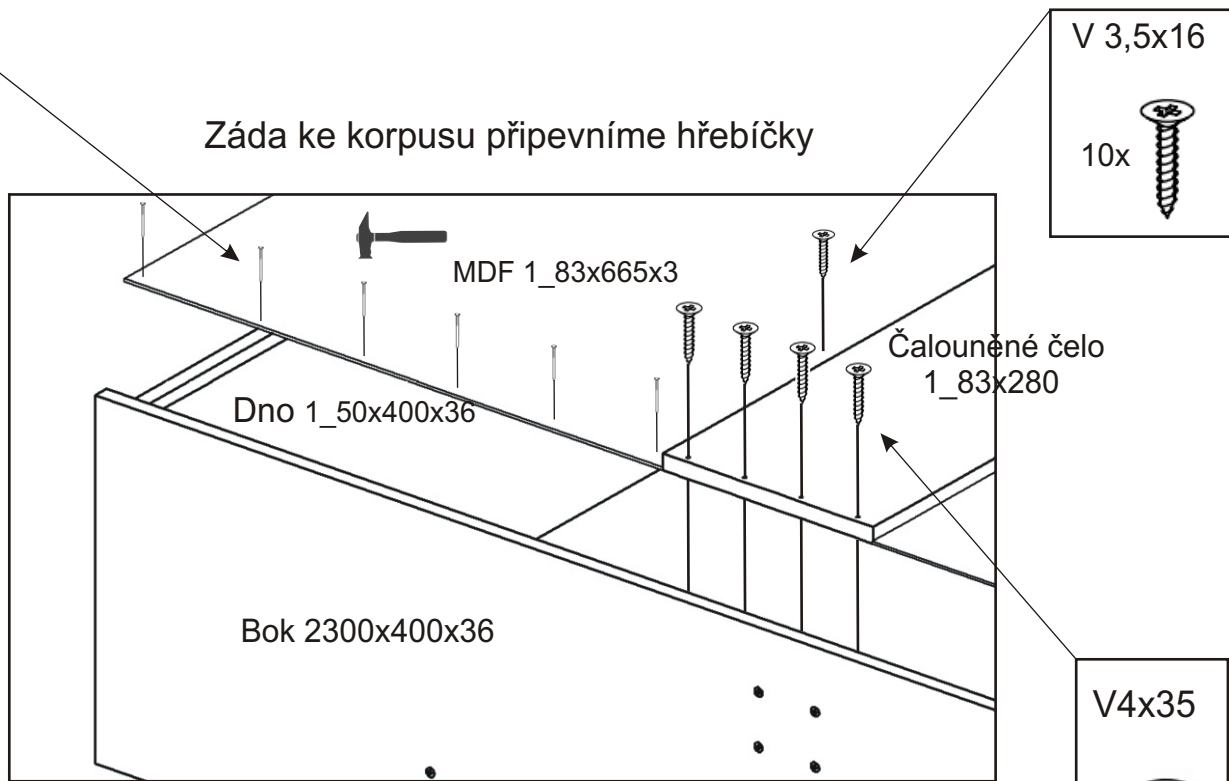 V 3,5x16
10x
Záda ke korpusu připevníme hřebíčky
MDF 1_83x665x3
Čalouněné čelo
1_83x280
Dno 1_50x400x36
Bok 2300x400x36
V4x35